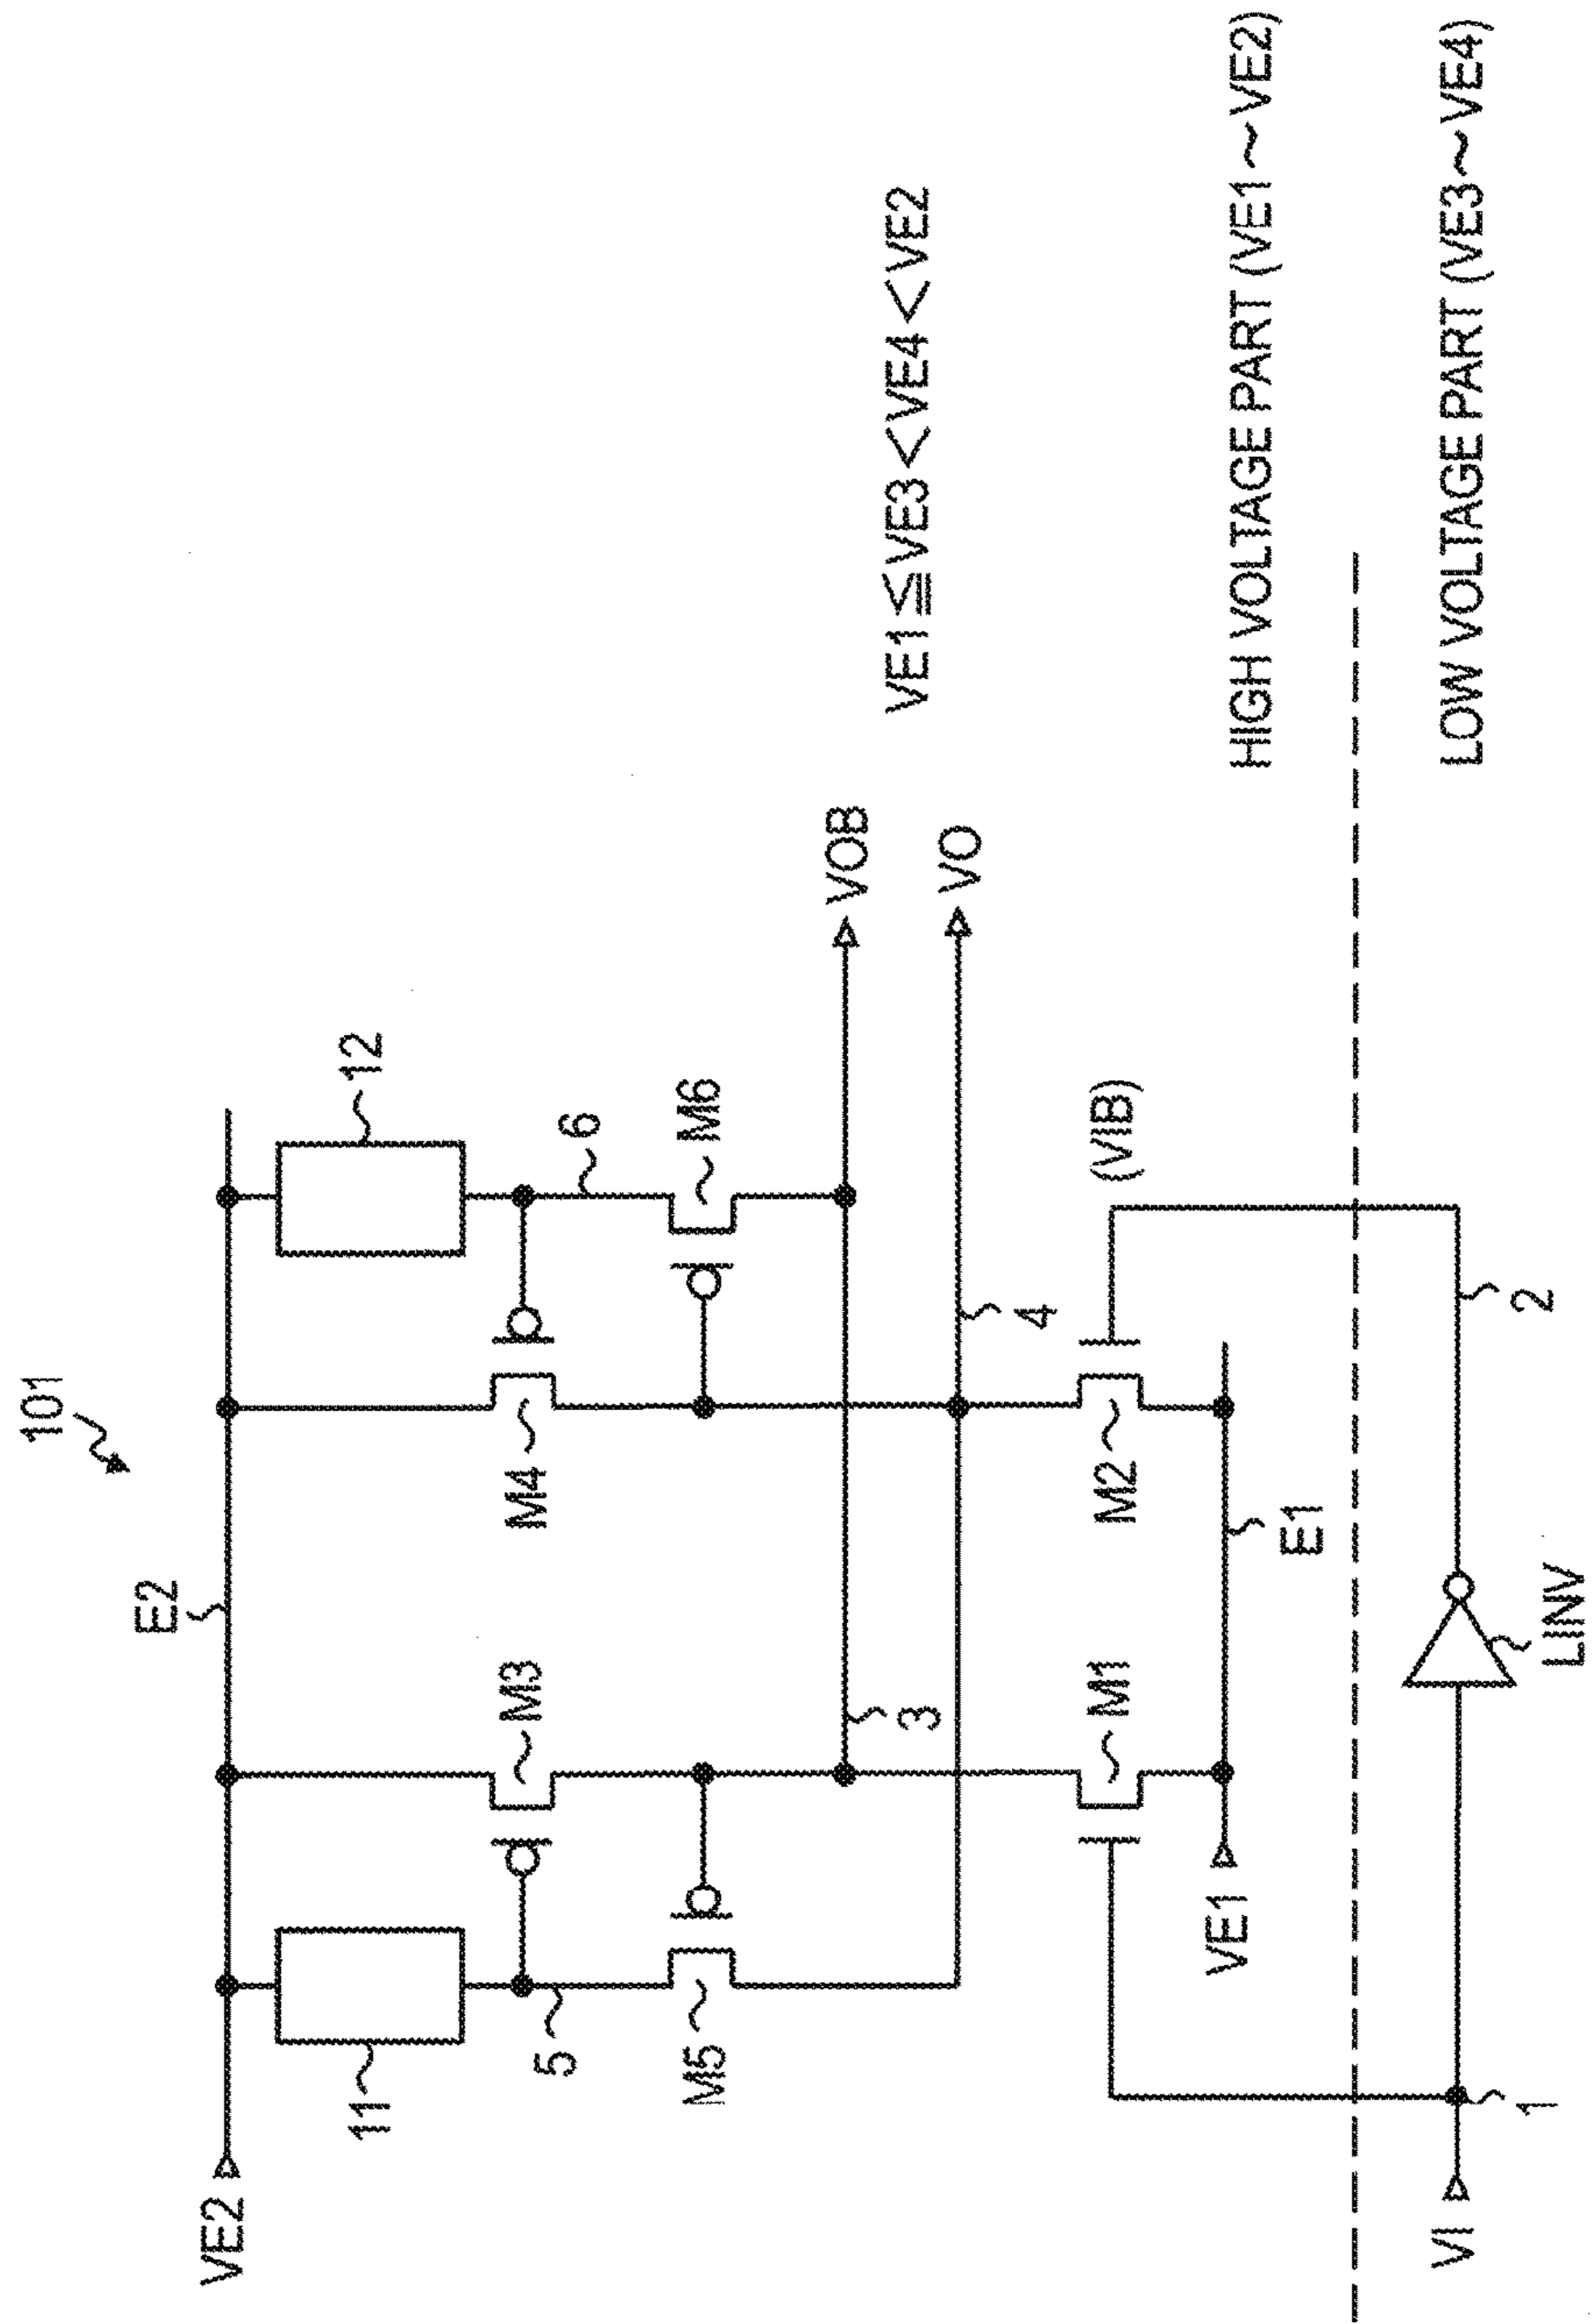 101
VE2
E2
11
12
M3
M4
5
6
M5
M6
3
VOB
VE1≦VE3<VE4<VE2
4
VO
M1
M2
(VIB)
VE1
E1
HIGH VOLTAGE PART (VE1~VE2)
VI
1
LINV
2
LOW VOLTAGE PART (VE3~VE4)